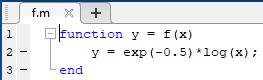 f.m × +
1 function y = f(x)
2 - y = exp(-0.5)*log(x);
3 - end